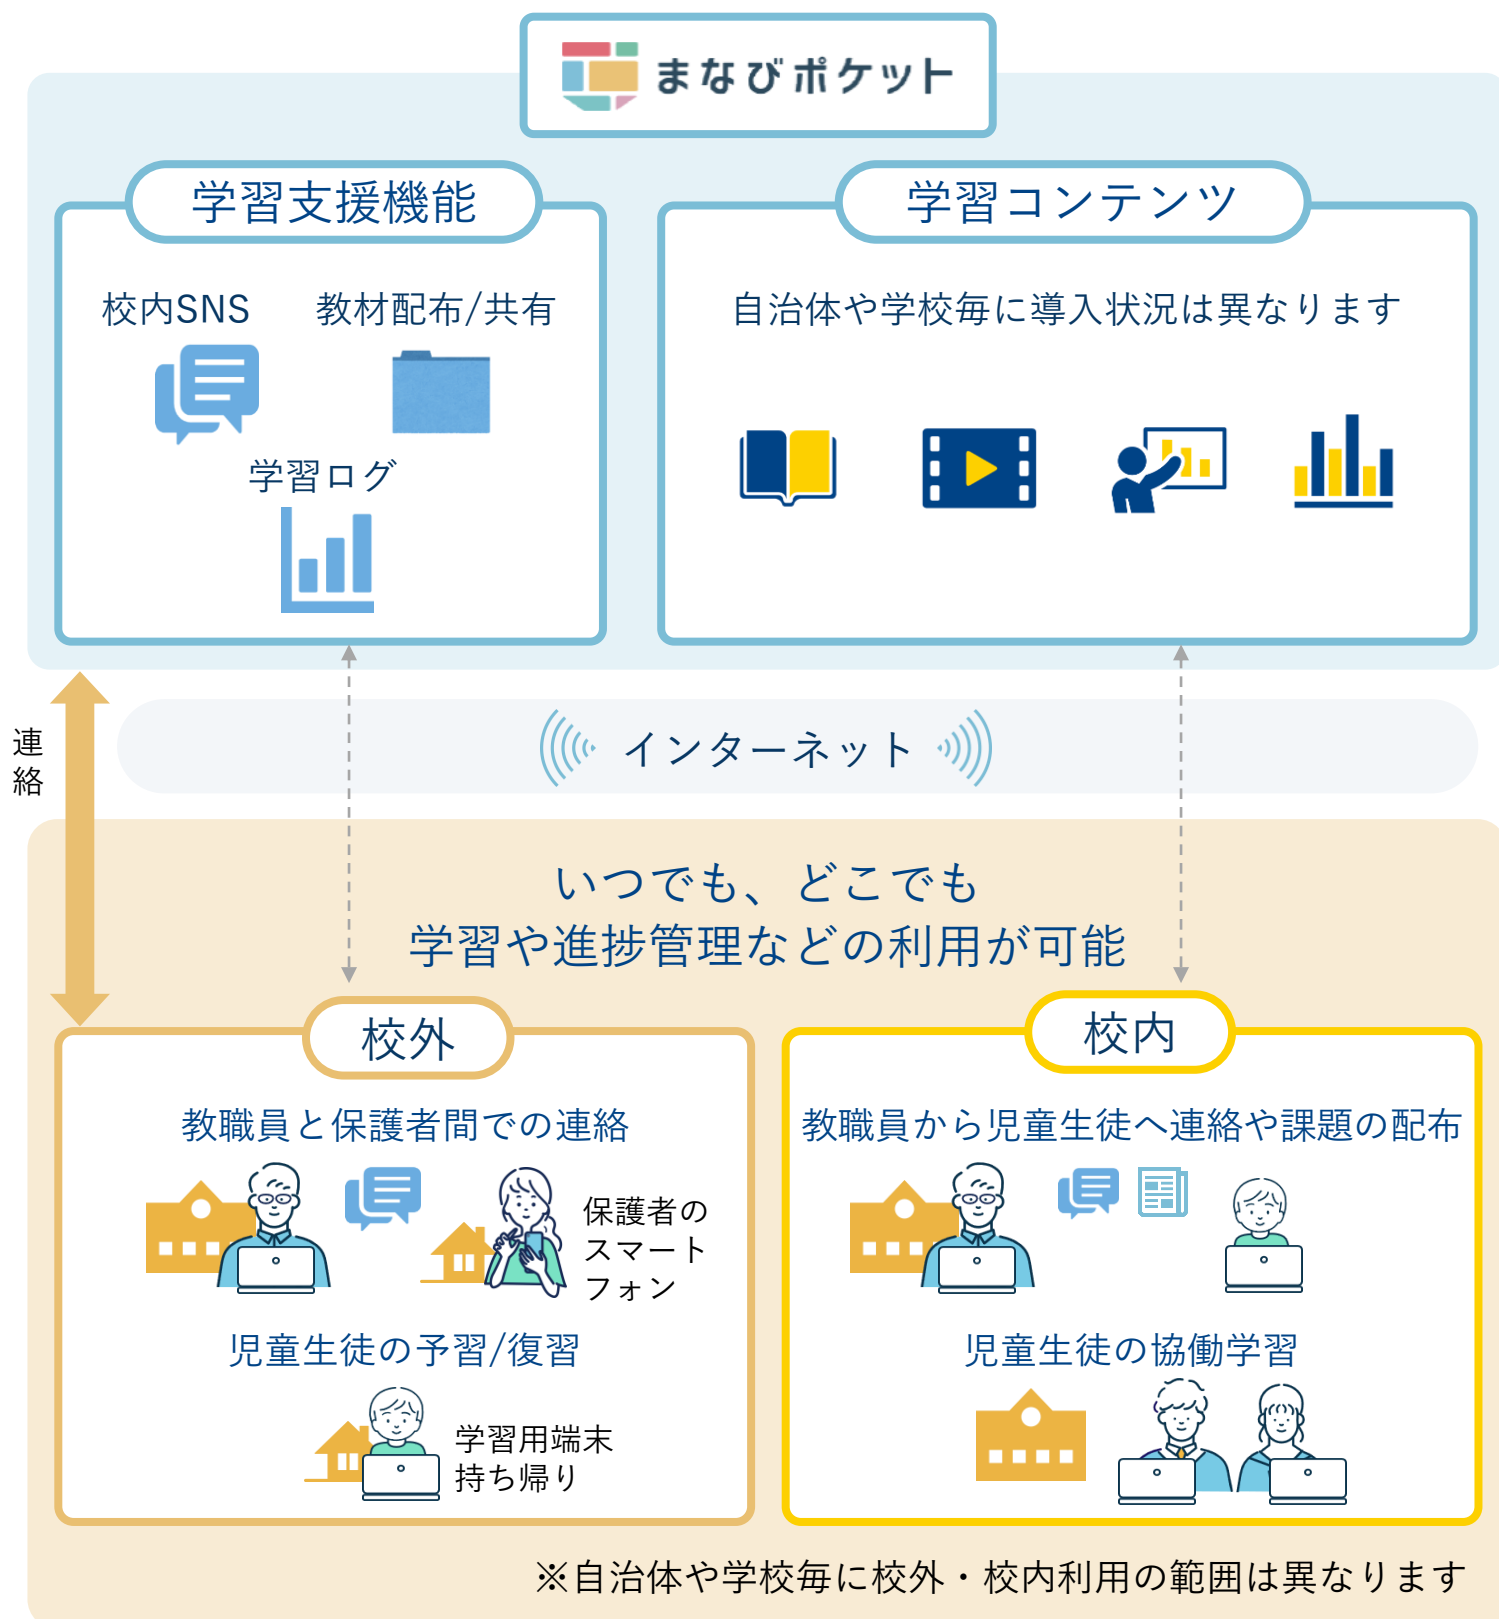 まなびポケット
学習支援機能
校内SNS
教材配布/共有
学習ログ
学習コンテンツ
自治体や学校毎に導入状況は異なります
連
絡
インターネット
いつでも、どこでも
学習や進捗管理などの利用が可能
校外
教職員と保護者間での連絡
保護者の
スマート
フォン
児童生徒の予習/復習
学習用端末
持ち帰り
校内
教職員から児童生徒へ連絡や課題の配布
児童生徒の協働学習
※自治体や学校毎に校外・校内利用の範囲は異なります